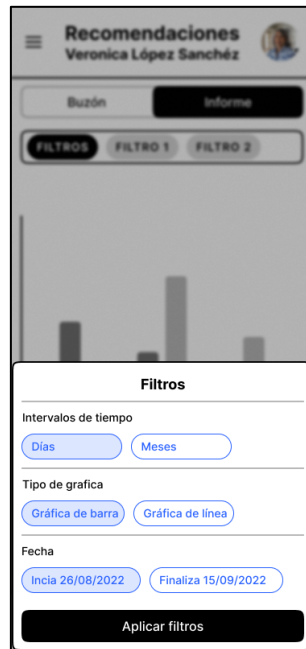 Recomendaciones
Veronica López Sanchéz
Buzón Informe
FILTROS FILTRO 1 FILTRO 2
Filtros
Intervalos de tiempo
Días Meses
Tipo de grafica
Gráfica de barra Gráfica de línea
Fecha
Incia 26/08/2022 Finaliza 15/09/2022
Aplicar filtros